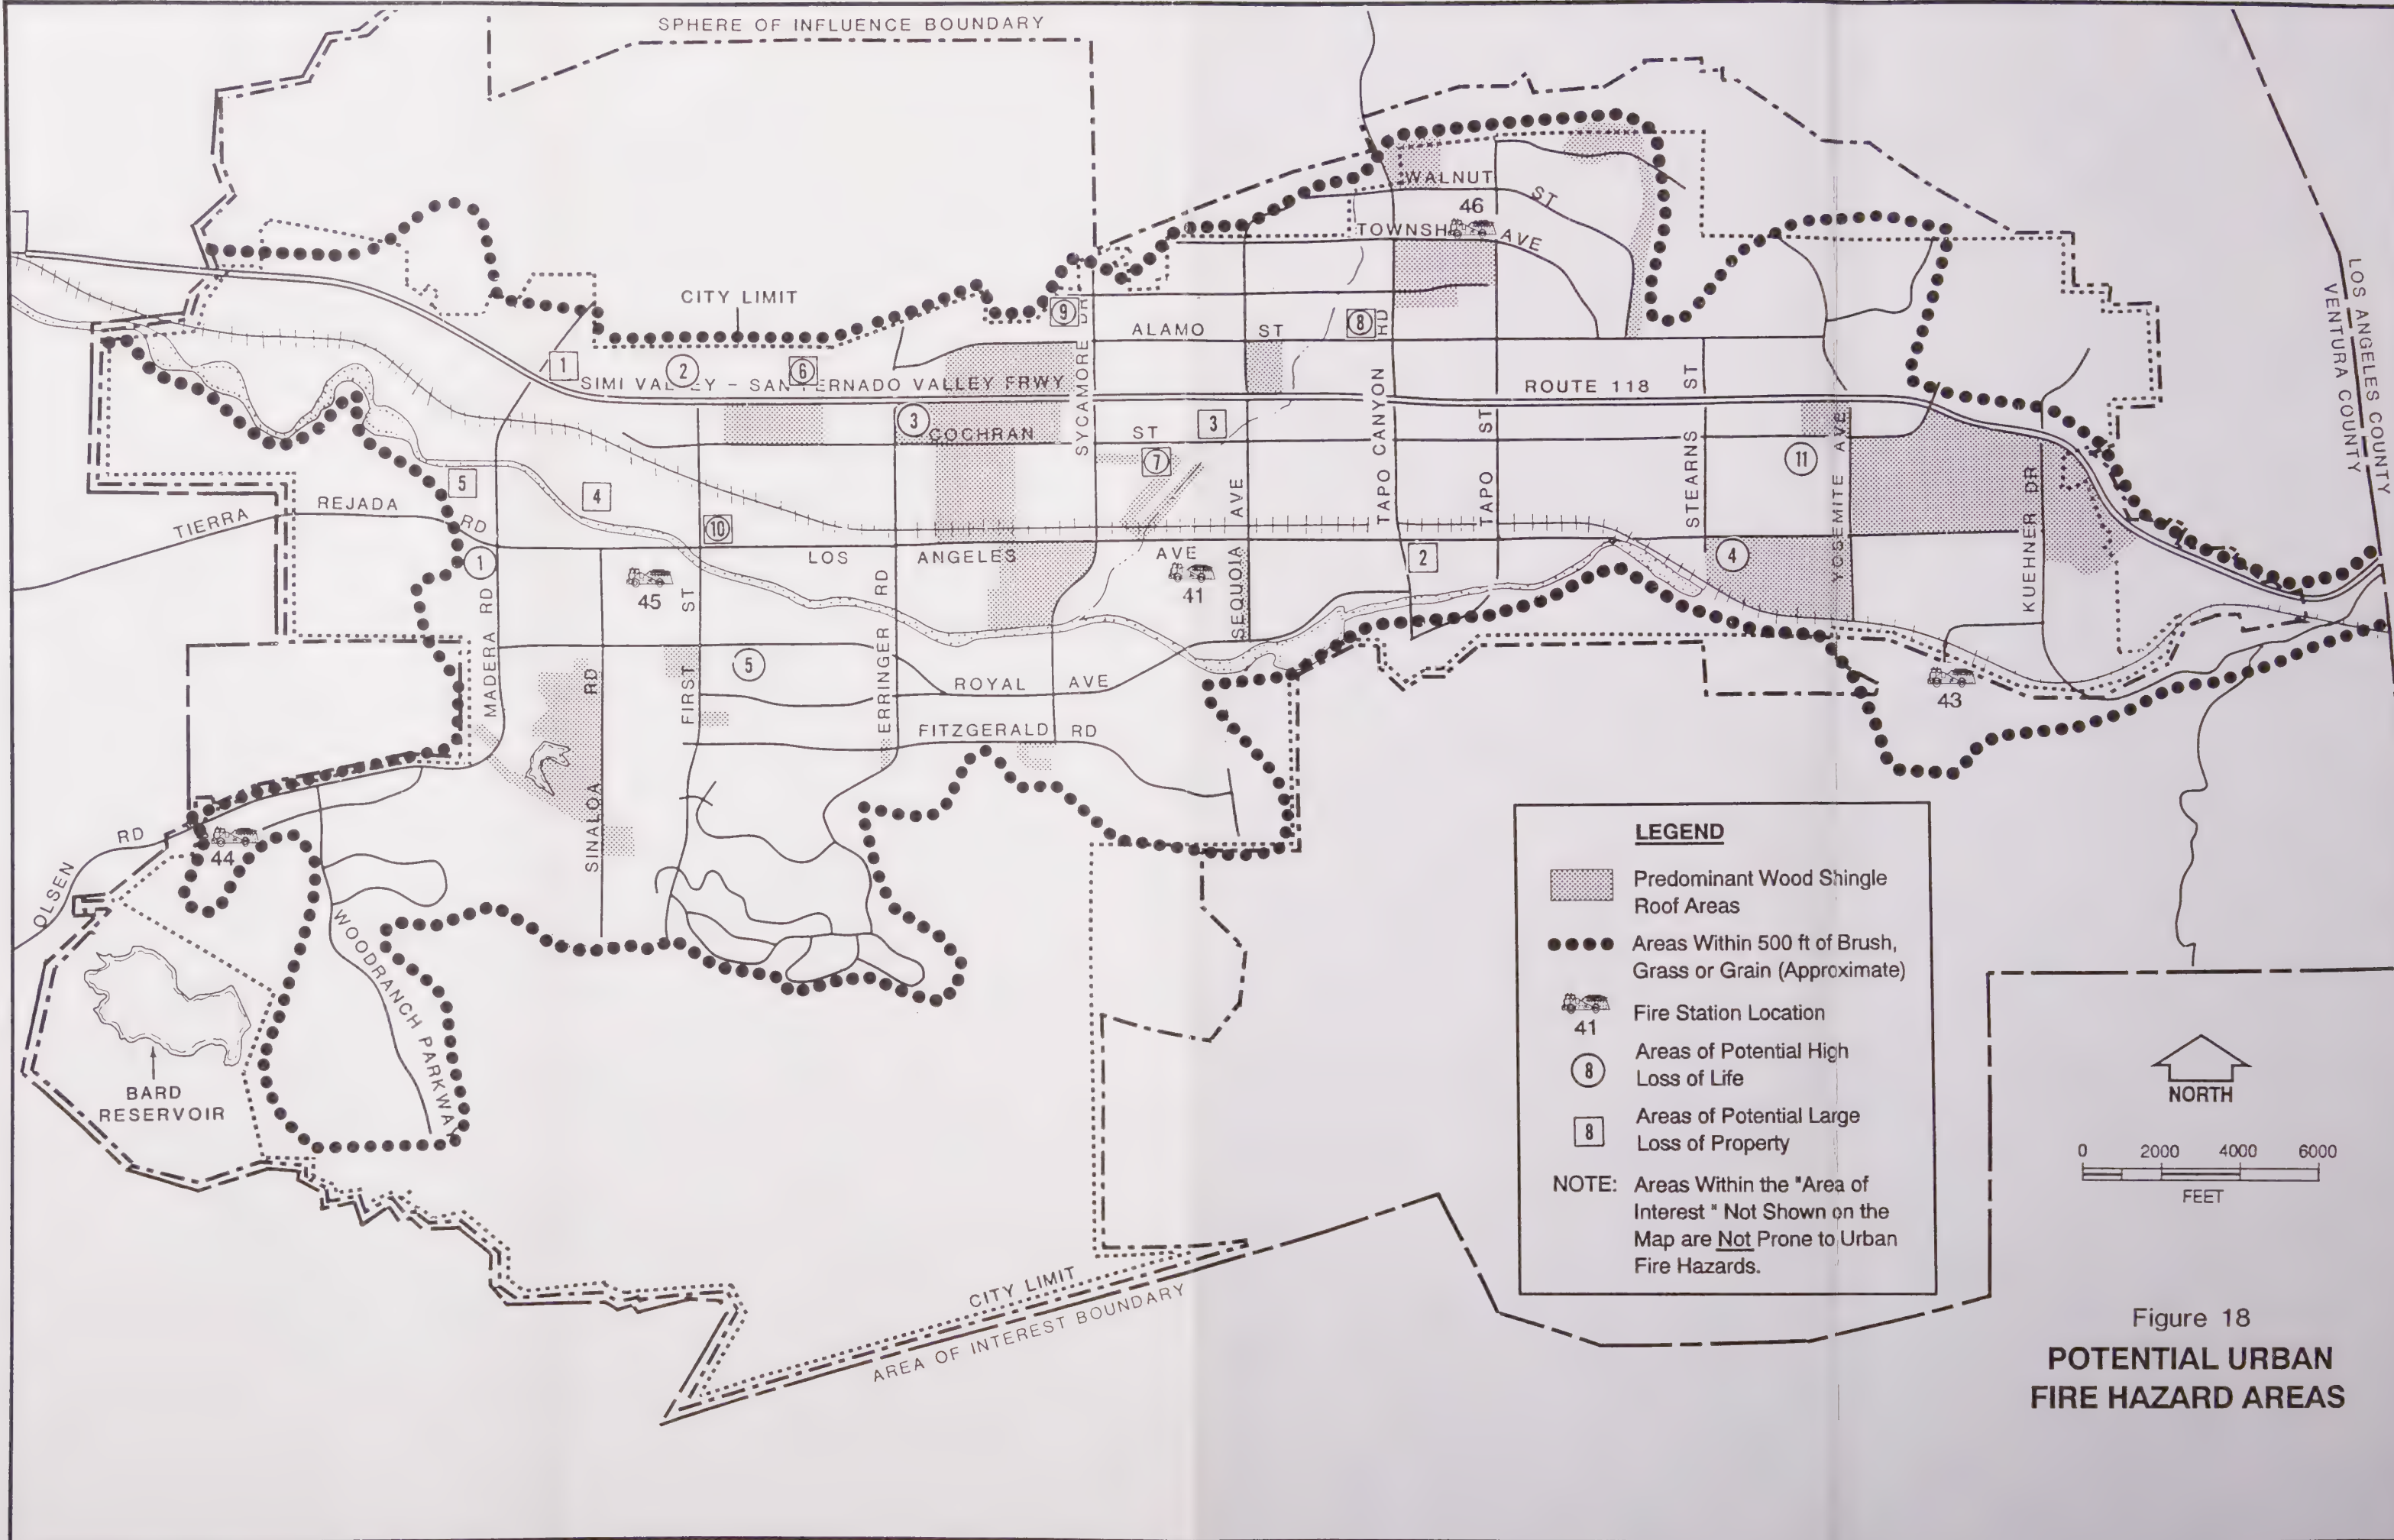 SPHERE OF INFLUENCE BOUNDARY
LOS ANGELES COUNTY
VENTURA COUNTY
WALNUT ST
46
TOWNSH AVE
CITY LIMIT
9
DR
ALAMO ST
8
RD
1
2
6
SIMI VAL EY - SAN ERNADO VALLEY FRWY
ROUTE 118
SYCAMORE
TAPO CANYON
TAPO ST
STEARNS ST
YOSEMITE AVE
KUEHNER DR
3
COCHRAN ST
3
7
11
5
4
10
TIERRA REJADA RD
1
LOS ANGELES AVE
2
4
45
41
SEQUOIA AVE
MADERA RD
SINALOA RD
FIRST ST
ERRINGER RD
5
ROYAL AVE
FITZGERALD RD
43
OLSEN RD
44
WOODRANCH PARKWAY
BARD
RESERVOIR
CITY LIMIT
AREA OF INTEREST BOUNDARY
LEGEND
Predominant Wood Shingle
Roof Areas
Areas Within 500 ft of Brush,
Grass or Grain (Approximate)
Fire Station Location
41
Areas of Potential High
Loss of Life
8
Areas of Potential Large
Loss of Property
8
NOTE: Areas Within the "Area of
Interest " Not Shown on the
Map are Not Prone to Urban
Fire Hazards.
NORTH
0 2000 4000 6000
FEET
Figure 18
POTENTIAL URBAN
FIRE HAZARD AREAS